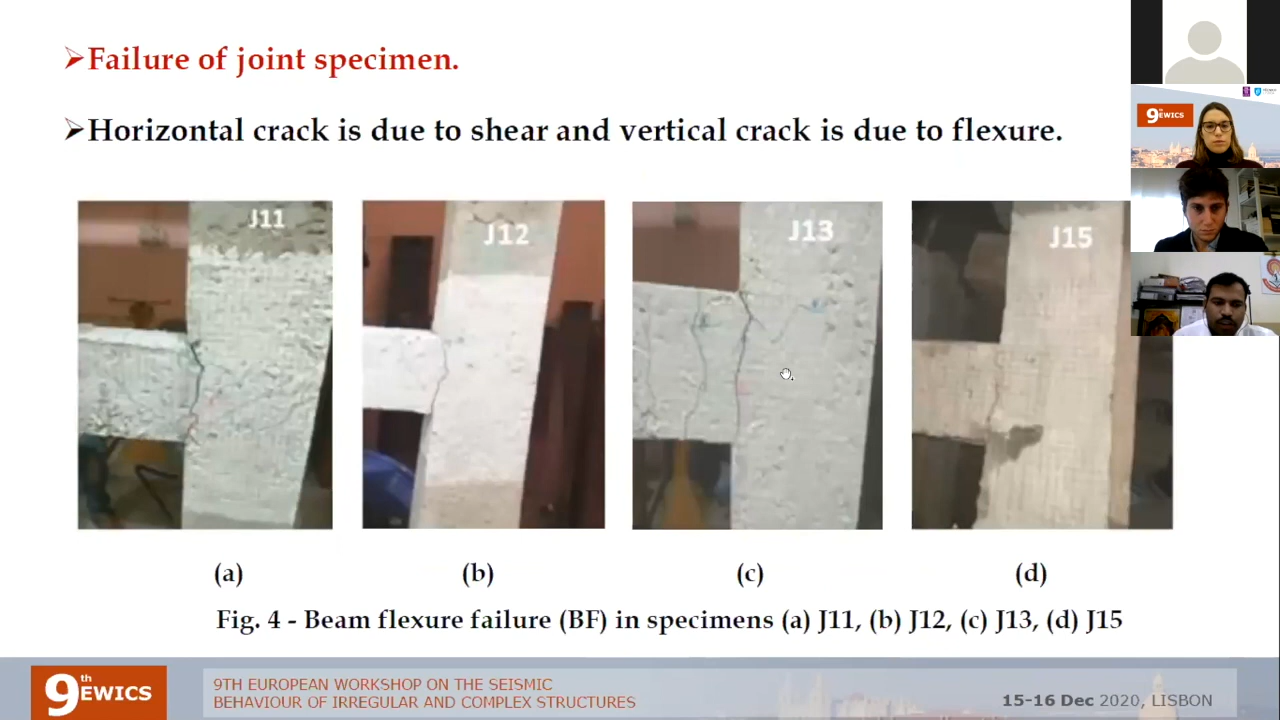 ➢Failure of joint specimen.
➢Horizontal crack is due to shear and vertical crack is due to flexure.
J11
J12
J13
J15
(a)
(b)
(c)
(d)
Fig. 4 - Beam flexure failure (BF) in specimens (a) J11, (b) J12, (c) J13, (d) J15
9th EWICS
9th EWICS
9TH EUROPEAN WORKSHOP ON THE SEISMIC
BEHAVIOUR OF IRREGULAR AND COMPLEX STRUCTURES
15-16 Dec 2020, LISBON